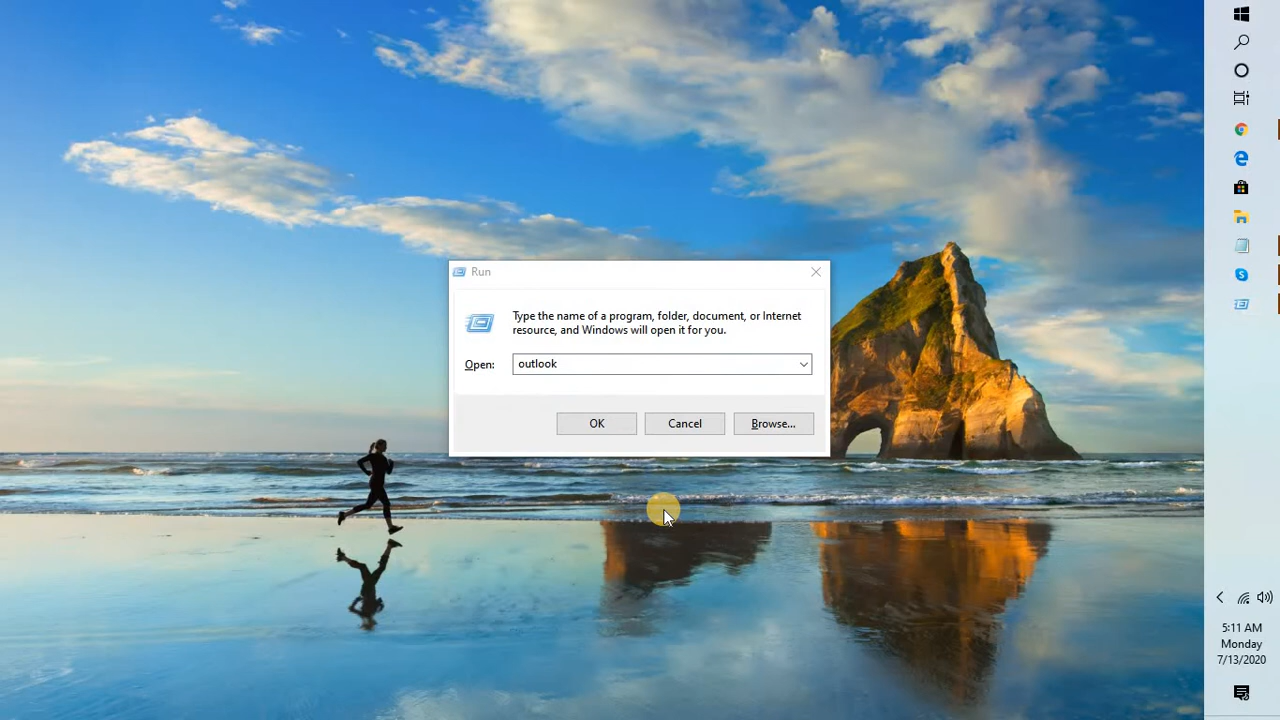 Run
Type the name of a program, folder, document, or Internet
resource, and Windows will open it for you.
Open:
outlook
OK
Cancel
Browse...
5:11 AM
Monday
7/13/2020